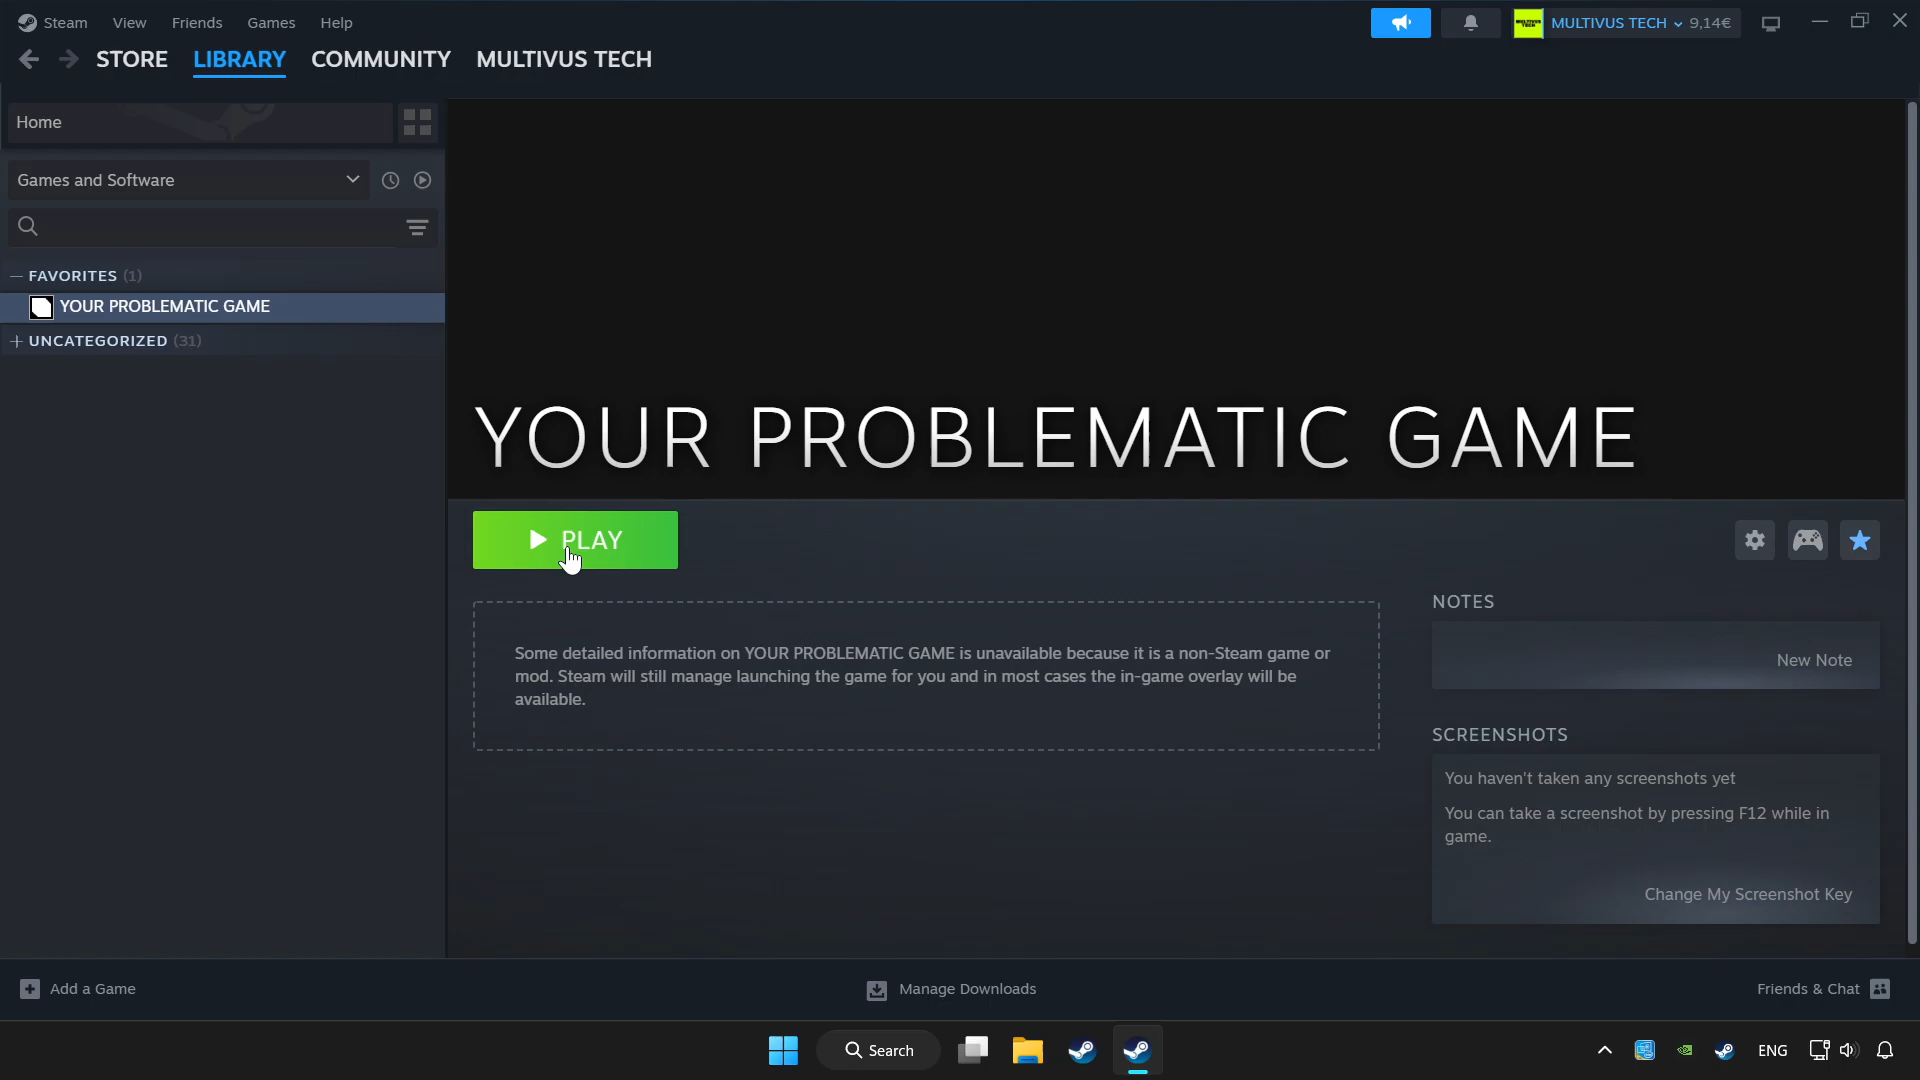 Steam View Friends Games Help
MULTIVUS TECH 9,14€
STORE LIBRARY COMMUNITY MULTIVUS TECH
Home
Games and Software
— FAVORITES (1)
YOUR PROBLEMATIC GAME
+ UNCATEGORIZED (31)
YOUR PROBLEMATIC GAME
PLAY
Some detailed information on YOUR PROBLEMATIC GAME is unavailable because it is a non-Steam game or
mod. Steam will still manage launching the game for you and in most cases the in-game overlay will be
available.
NOTES
New Note
SCREENSHOTS
You haven't taken any screenshots yet
You can take a screenshot by pressing F12 while in
game.
Change My Screenshot Key
Add a Game
Manage Downloads
Friends & Chat
Search
ENG